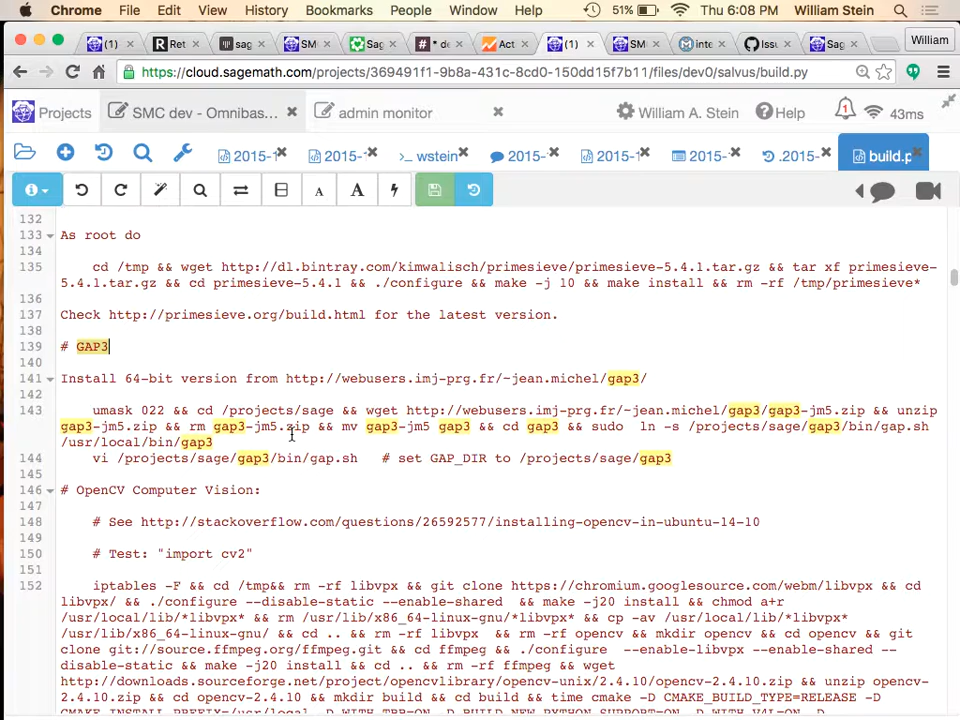 Chrome File Edit View History Bookmarks People Window Help 51% Thu 6:08 PM William Stein
(1) Ret sag SM Sag # * de Act (1) SM inte Issu Sag William
https://cloud.sagemath.com/projects/369491f1-9b8a-431c-8cd0-150dd15f7b11/files/dev0/salvus/build.py
Projects SMC dev - Omnibas... admin monitor William A. Stein Help 1 43ms
2015-1 2015- wstein 2015- 2015-1 2015- .2015- build.p
i A A
132
133 As root do
134
135 cd /tmp && wget http://dl.bintray.com/kimwalisch/primesieve/primesieve-5.4.1.tar.gz && tar xf primesieve-
5.4.1.tar.gz && cd primesieve-5.4.1 && ./configure && make -j 10 && make install && rm -rf /tmp/primesieve*
136
137 Check http://primesieve.org/build.html for the latest version.
138
139 # GAP3
140
141 Install 64-bit version from http://webusers.imj-prg.fr/~jean.michel/gap3/
142
143 umask 022 && cd /projects/sage && wget http://webusers.imj-prg.fr/~jean.michel/gap3/gap3-jm5.zip && unzip
gap3-jm5.zip && rm gap3-jm5.zip && mv gap3-jm5 gap3 && cd gap3 && sudo ln -s /projects/sage/gap3/bin/gap.sh
/usr/local/bin/gap3
144 vi /projects/sage/gap3/bin/gap.sh # set GAP_DIR to /projects/sage/gap3
145
146 # OpenCV Computer Vision:
147
148 # See http://stackoverflow.com/questions/26592577/installing-opencv-in-ubuntu-14-10
149
150 # Test: "import cv2"
151
152 iptables -F && cd /tmp&& rm -rf libvpx && git clone https://chromium.googlesource.com/webm/libvpx && cd
libvpx/ && ./configure --disable-static --enable-shared && make -j20 install && chmod a+r
/usr/local/lib/*libvpx* && rm /usr/lib/x86_64-linux-gnu/*libvpx* && cp -av /usr/local/lib/*libvpx*
/usr/lib/x86_64-linux-gnu/ && cd .. && rm -rf libvpx && rm -rf opencv && mkdir opencv && cd opencv && git
clone git://source.ffmpeg.org/ffmpeg.git && cd ffmpeg && ./configure --enable-libvpx --enable-shared --
disable-static && make -j20 install && cd .. && rm -rf ffmpeg && wget
http://downloads.sourceforge.net/project/opencvlibrary/opencv-unix/2.4.10/opencv-2.4.10.zip && unzip opencv-
2.4.10.zip && cd opencv-2.4.10 && mkdir build && cd build && time cmake -D CMAKE_BUILD_TYPE=RELEASE -D